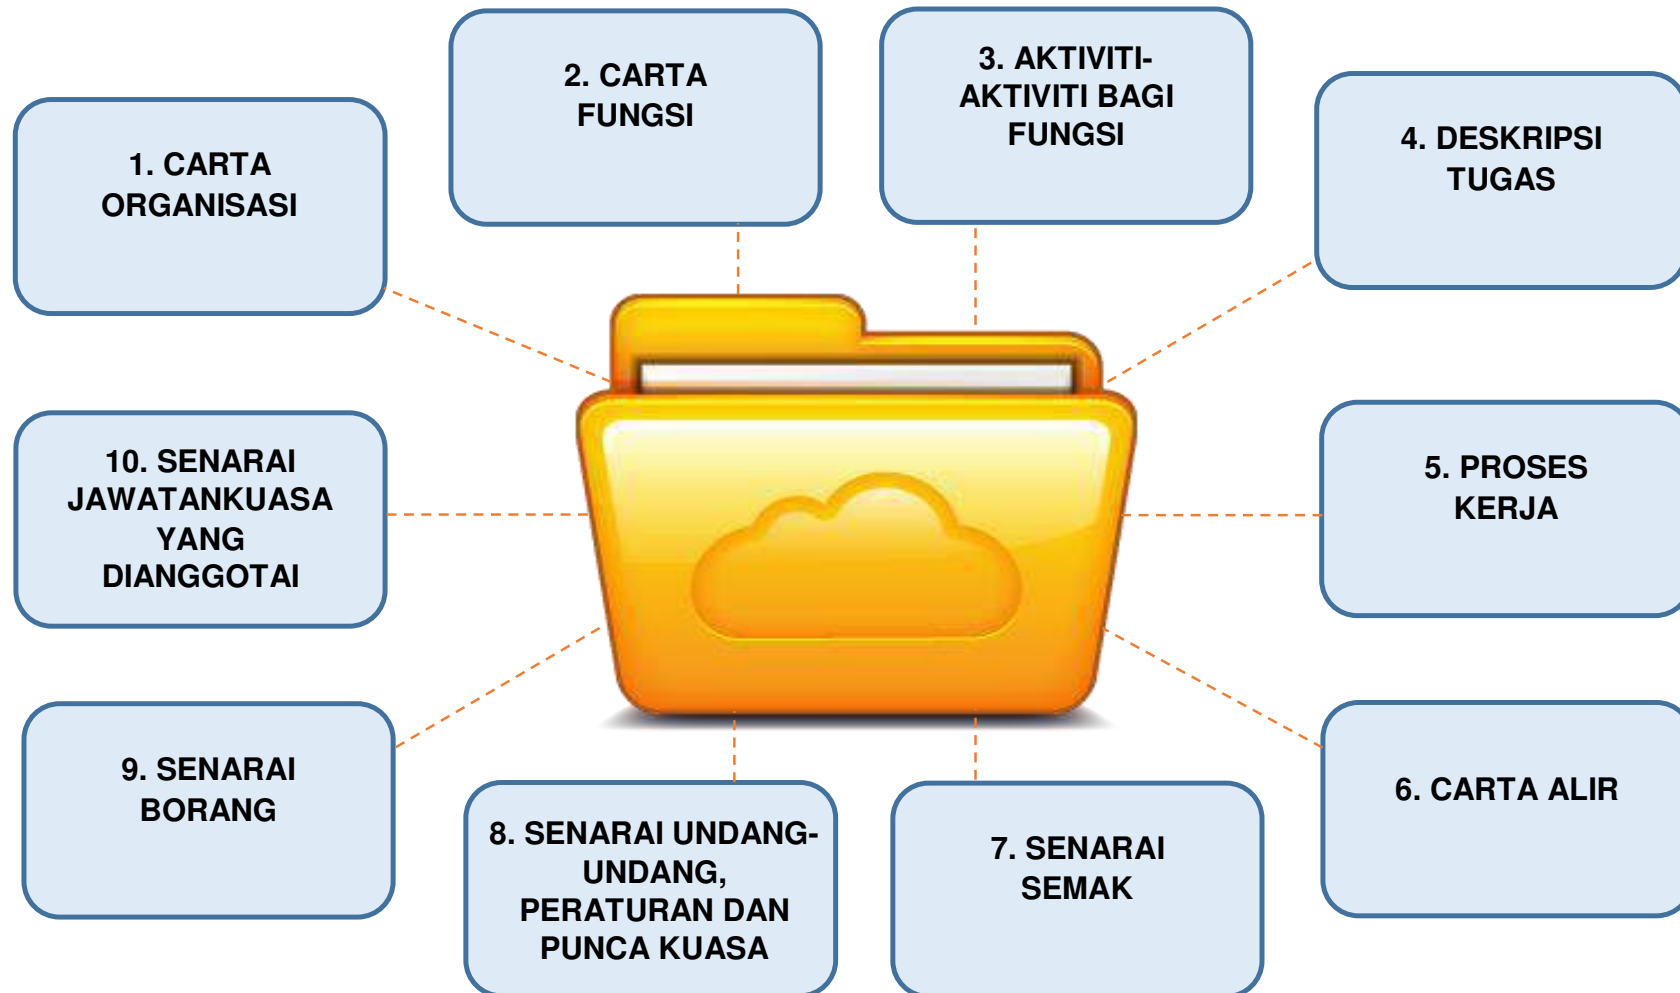 1. CARTA
ORGANISASI
2. CARTA
FUNGSI
3. AKTIVITI-
AKTIVITI BAGI
FUNGSI
4. DESKRIPSI
TUGAS
5. PROSES
KERJA
6. CARTA ALIR
7. SENARAI
SEMAK
8. SENARAI UNDANG-
UNDANG,
PERATURAN DAN
PUNCA KUASA
9. SENARAI
BORANG
10. SENARAI
JAWATANKUASA
YANG
DIANGGOTAI